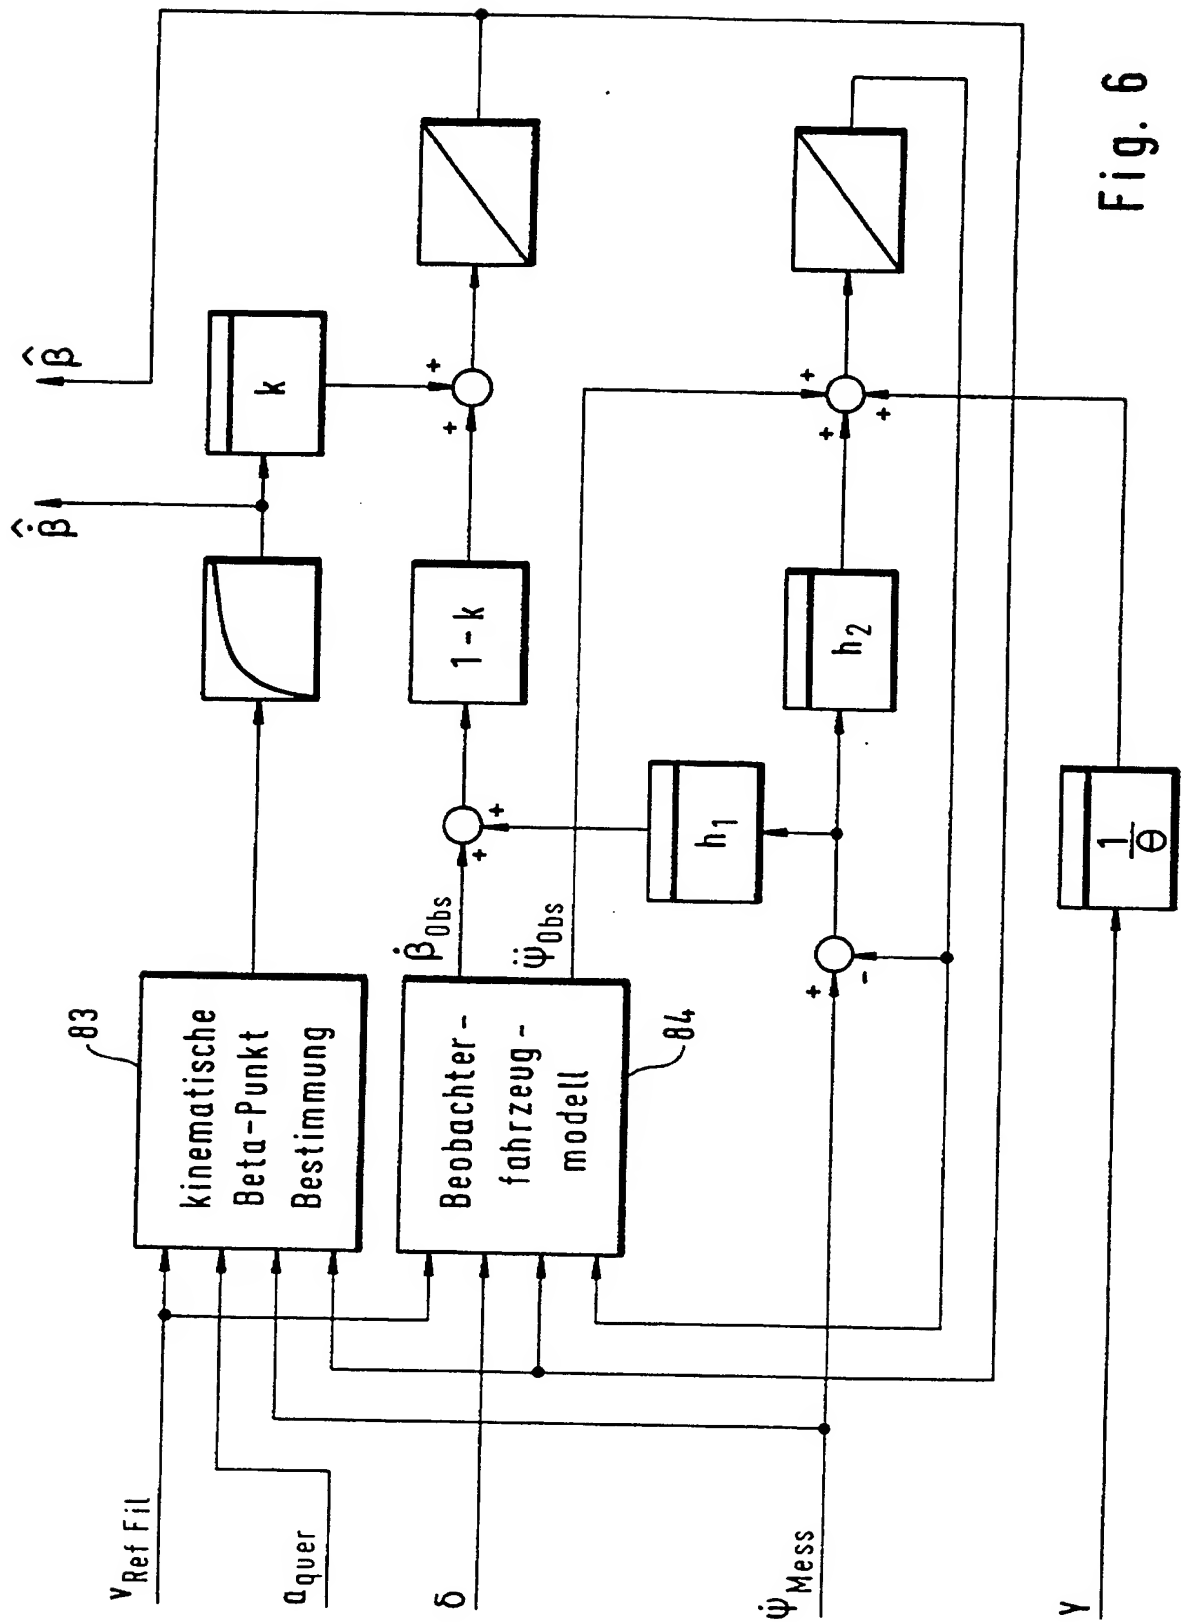 β̂̇
β̂
k
+
+
1-k
83
kinematische
Beta-Punkt
Bestimmung
β̇Obs
+
+
Beobachter-
fahrzeug-
modell
84
ψ̈Obs
h1
h2
+
-
+
+
+
1/Θ
vRef Fil
aquer
δ
ψ̇Mess
γ
Fig. 6